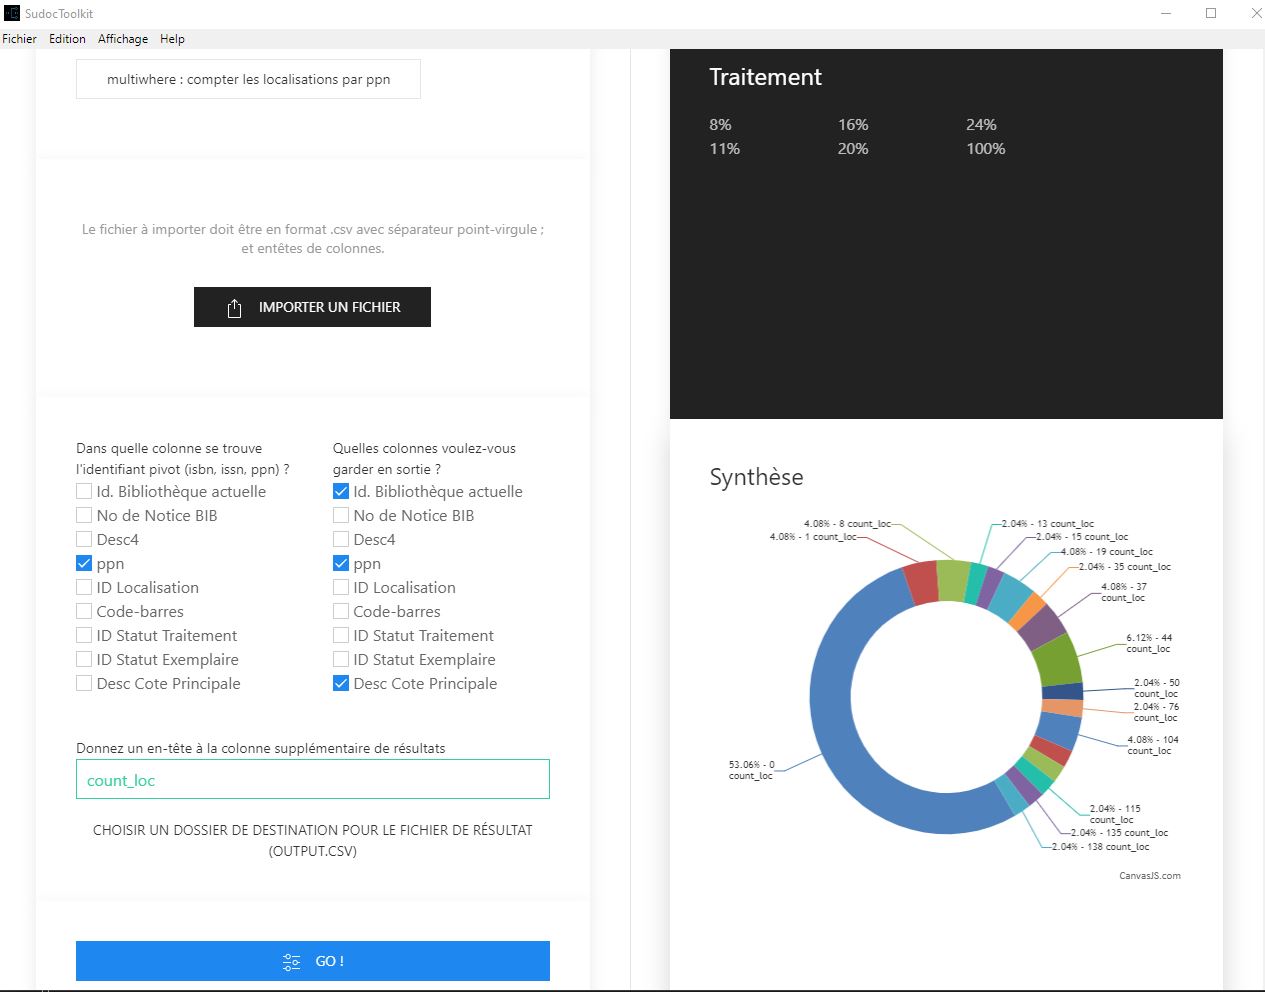 SudocToolkit
Fichier Edition Affichage Help
multiwhere : compter les localisations par ppn
Le fichier à importer doit être en format .csv avec séparateur point-virgule ;
et entêtes de colonnes.
IMPORTER UN FICHIER
Dans quelle colonne se trouve
l'identifiant pivot (isbn, issn, ppn) ?
Id. Bibliothèque actuelle
No de Notice BIB
Desc4
ppn
ID Localisation
Code-barres
ID Statut Traitement
ID Statut Exemplaire
Desc Cote Principale
Quelles colonnes voulez-vous
garder en sortie ?
Id. Bibliothèque actuelle
No de Notice BIB
Desc4
ppn
ID Localisation
Code-barres
ID Statut Traitement
ID Statut Exemplaire
Desc Cote Principale
Donnez un en-tête à la colonne supplémentaire de résultats
count_loc
CHOISIR UN DOSSIER DE DESTINATION POUR LE FICHIER DE RÉSULTAT
(OUTPUT.CSV)
GO !
Traitement
8% 16% 24%
11% 20% 100%
Synthèse
4.08% - 8 count_loc
4.08% - 1 count_loc
2.04% - 13 count_loc
2.04% - 15 count_loc
4.08% - 19 count_loc
2.04% - 35 count_loc
4.08% - 37
count_loc
6.12% - 44
count_loc
2.04% - 50
count_loc
2.04% - 76
count_loc
4.08% - 104
count_loc
53.06% - 0
count_loc
2.04% - 115
count_loc
2.04% - 135 count_loc
2.04% - 138 count_loc
CanvasJS.com